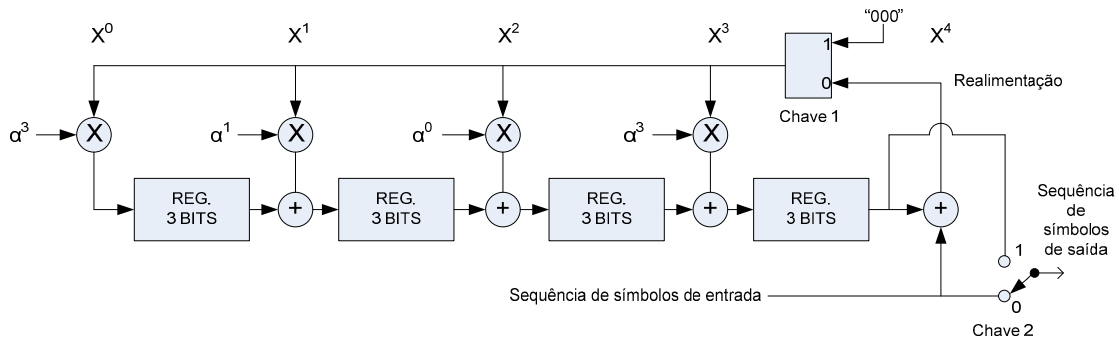 X⁰
X¹
X²
X³
"000"
X⁴
1
0
Realimentação
Chave 1
α³
X
α¹
X
α⁰
X
α³
X
REG.
3 BITS
+
REG.
3 BITS
+
REG.
3 BITS
+
REG.
3 BITS
+
Sequência
de
símbolos
de saída
1
Sequência de símbolos de entrada
0
Chave 2